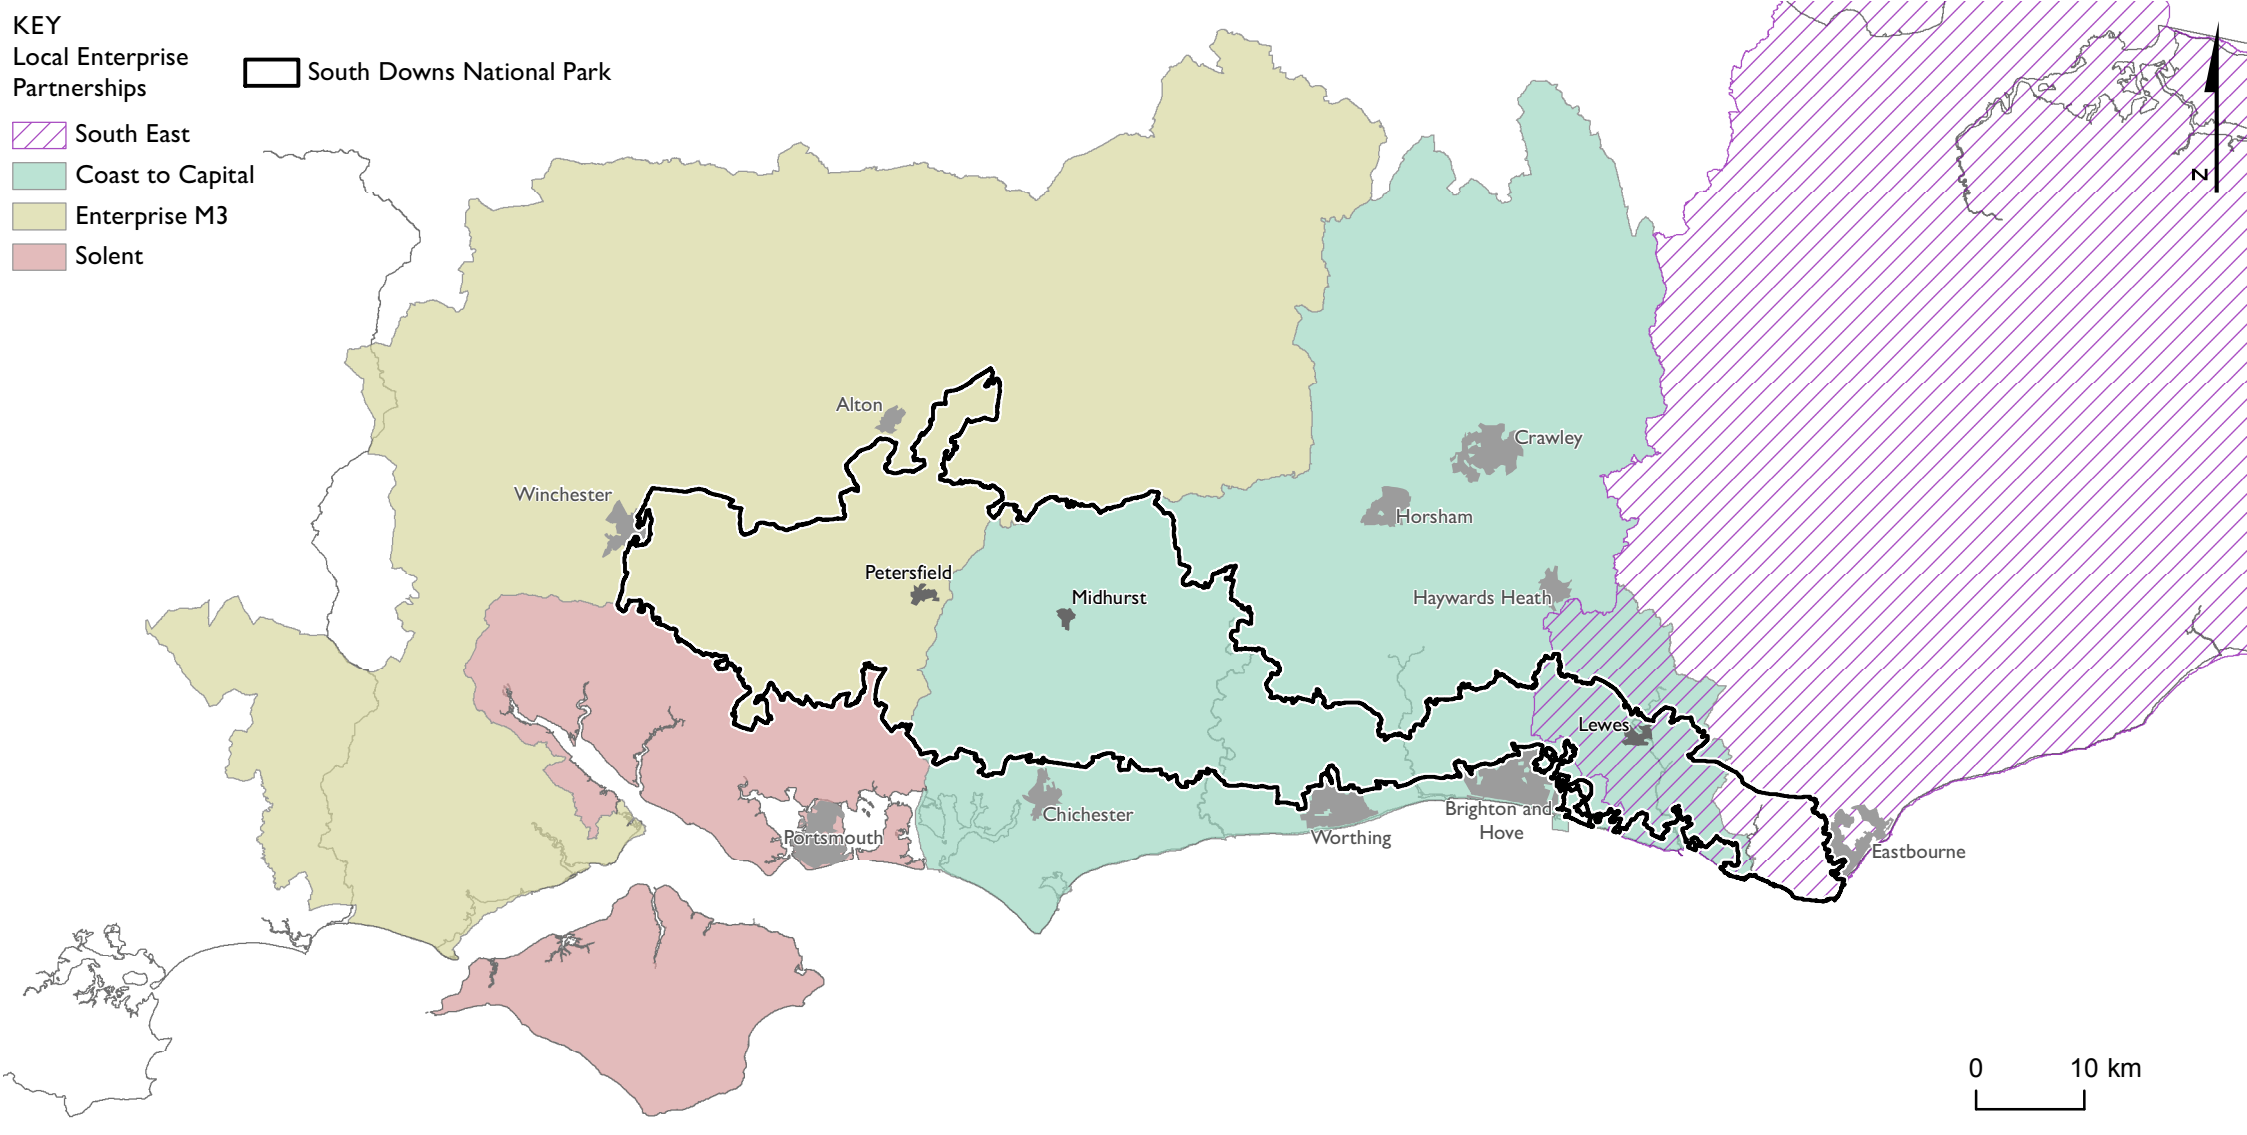 KEY
Local Enterprise
Partnerships
South Downs National Park
South East
Coast to Capital
Enterprise M3
Solent
N
Alton
Crawley
Winchester
Horsham
Petersfield
Midhurst
Haywards Heath
Lewes
Chichester
Brighton and
Hove
Portsmouth
Worthing
Eastbourne
0 10 km